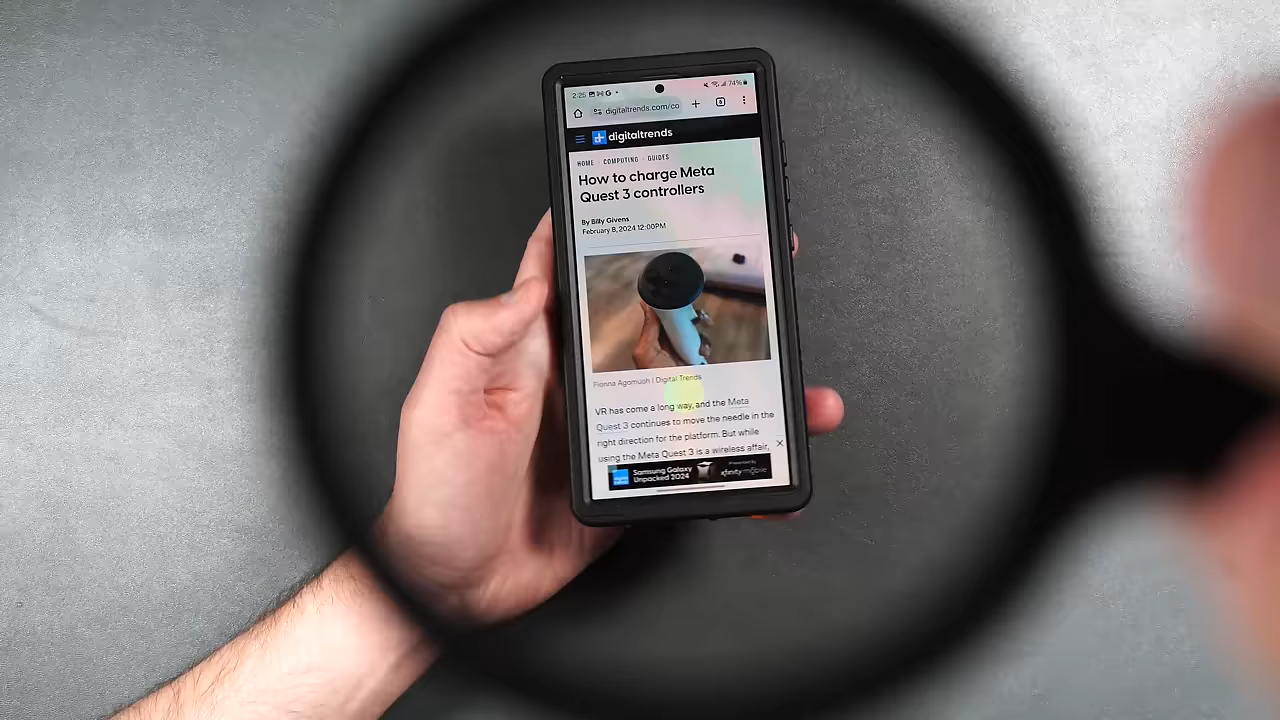 2:25
74%
digitaltrends.com/co
6
digitaltrends
HOME · COMPUTING · GUIDES
How to charge Meta
Quest 3 controllers
By Billy Givens
February 8, 2024 12:00PM
Fionna Agomuoh | Digital Trends
VR has come a long way, and the Meta
Quest 3 continues to move the needle in the
right direction for the platform. But while
using the Meta Quest 3 is a wireless affair,
Samsung Galaxy
Unpacked 2024
Presented by
xfinity mobile